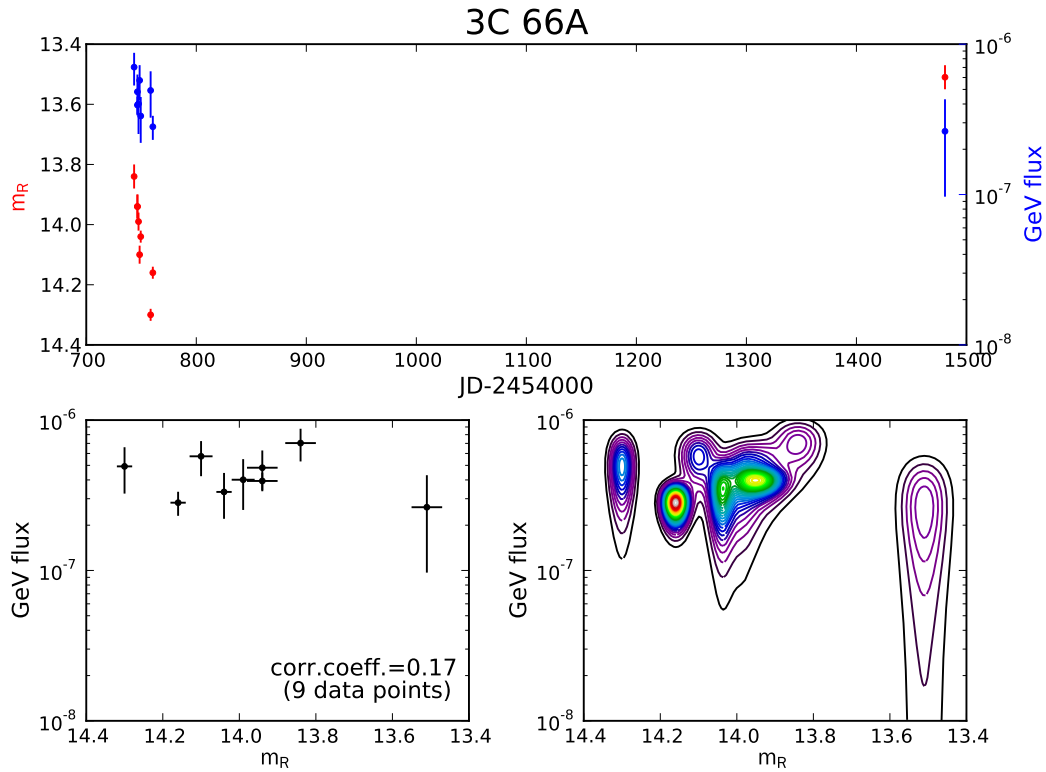 3C 66A
13.4
13.6
13.8
14.0
14.2
14.4
m_R
10^-6
10^-7
10^-8
GeV flux
700 800 900 1000 1100 1200 1300 1400 1500
JD-2454000
10^-6
10^-7
10^-8
GeV flux
corr.coeff.=0.17
(9 data points)
14.4 14.2 14.0 13.8 13.6 13.4
m_R
10^-6
10^-7
10^-8
GeV flux
14.4 14.2 14.0 13.8 13.6 13.4
m_R